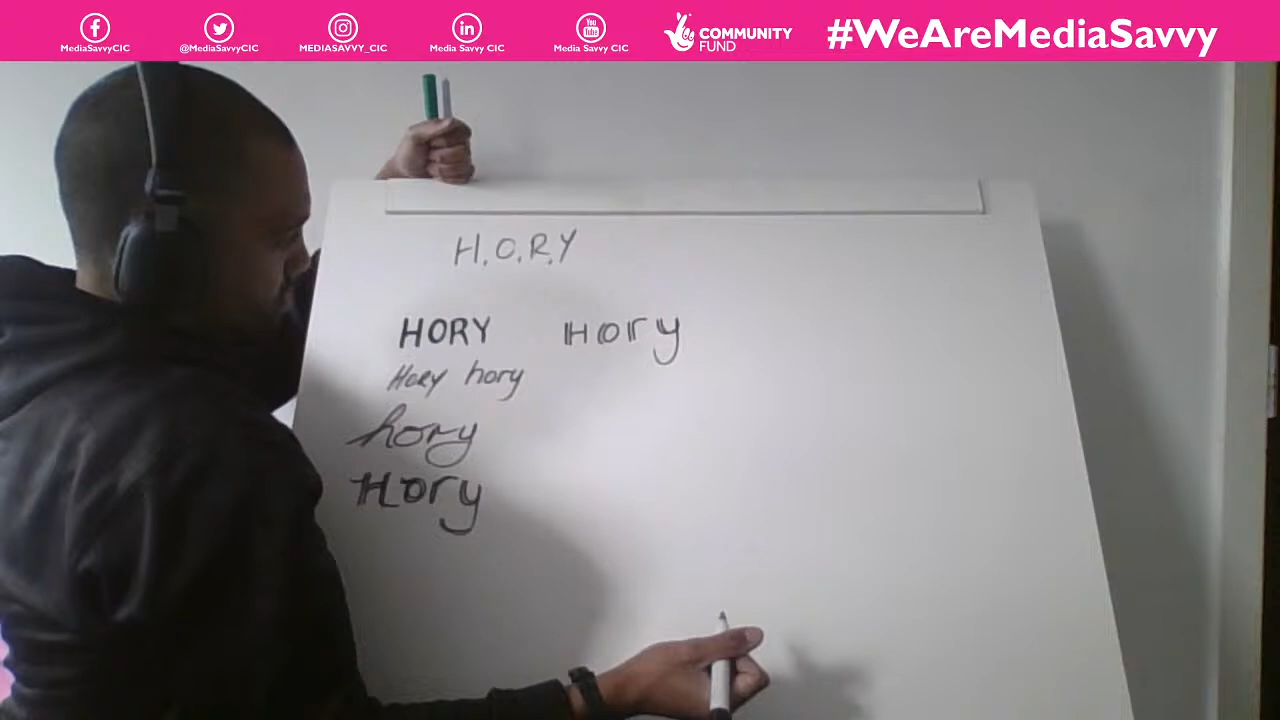 MediaSavvyCIC @MediaSavvyCIC MEDIASAVVY_CIC Media Savvy CIC Media Savvy CIC COMMUNITY FUND #WeAreMediaSavvy
H.O.R.Y
HORY Hory
Hory hory
hory
Hory